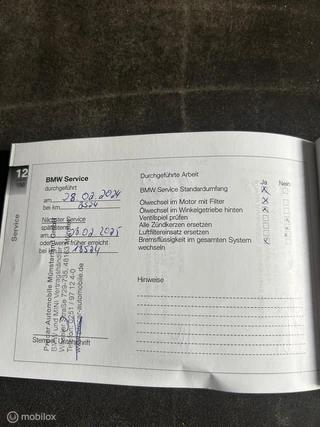 12
Service
BMW Service
durchgeführt
am 28.02.2024
bei km 8524
Nächster Service
spätestens
am 28.02.2025
oder wenn früher erreicht
bei km 18524
Stempel, Unterschrift
Durchgeführte Arbeit
Ja Nein
BMW Service Standardumfang
Ölwechsel im Motor mit Filter
Ölwechsel im Winkelgetriebe hinten
Ventilspiel prüfen
Alle Zündkerzen ersetzen
Luftfiltereinsatz ersetzen
Bremsflüssigkeit im gesamten System
wechseln
Hinweise
© mobilox